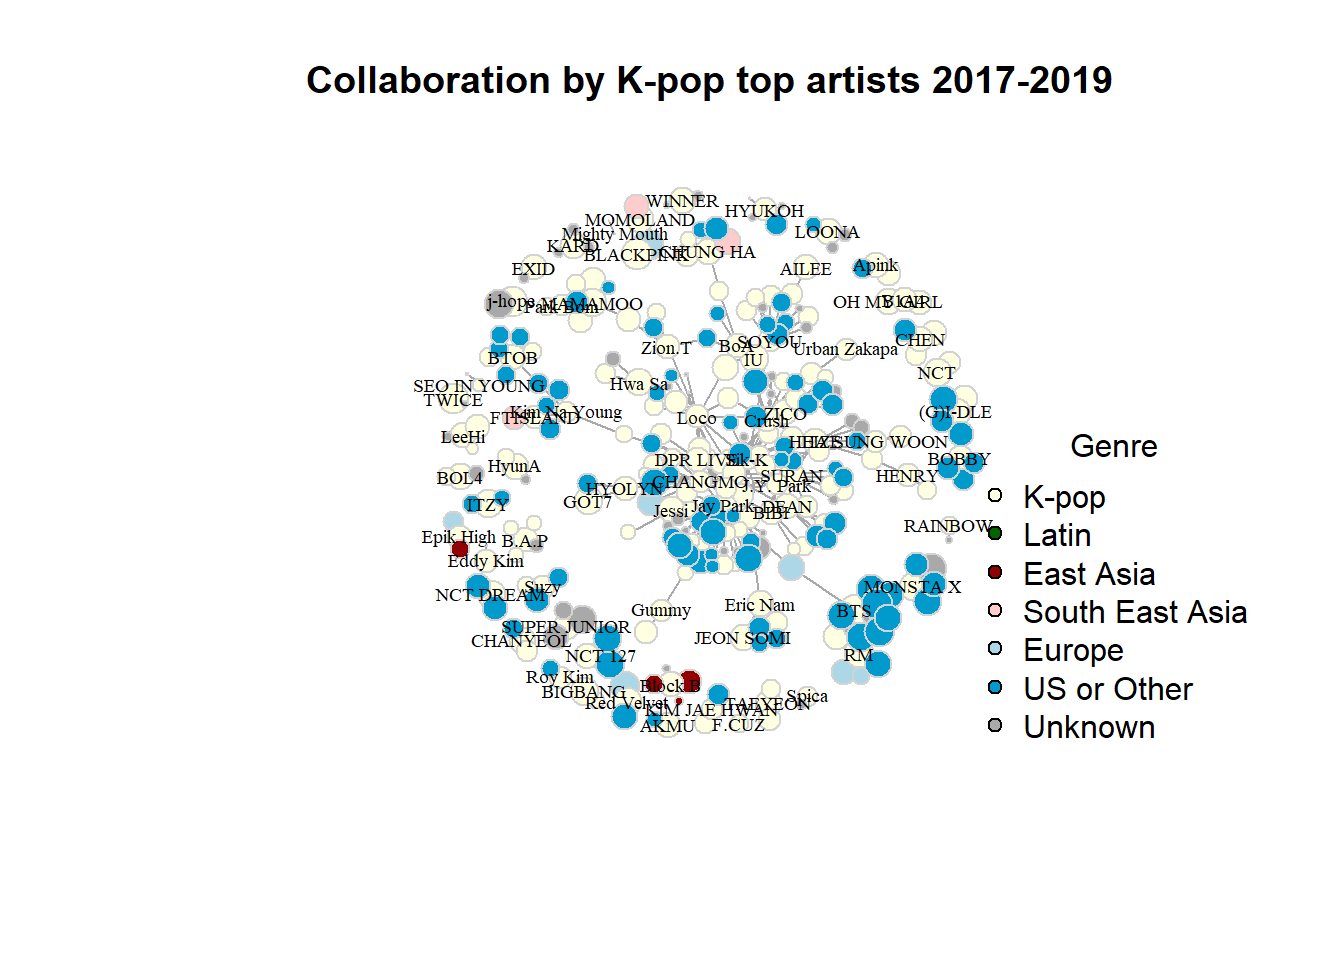 Collaboration by K-pop top artists 2017-2019
WINNER
HYUKOH
MOMOLAND
Mighty Mouth
LOONA
KARD
BLACKPINK
CHUNG HA
EXID
AILEE
Apink
j-hope
MAMAMOO
Park Bom
OH MY GIRL
CHEN
SOYOU
BoA
Zion.T
Urban Zakapa
BTOB
IU
NCT
SEO IN YOUNG
Hwa Sa
TWICE
Kim Na Young
FTISLAND
Loco
ZICO
Crush
(G)I-DLE
LeeHi
HEIZE
HA SUNG WOON
HyunA
DPR LIVE
Sik-K
BOBBY
BOL4
HYOLYN
CHANGMO
SURAN
HENRY
J.Y. Park
ITZY
GOT7
Jessi
Jay Park
DEAN
BIBI
RAINBOW
Epik High
B.A.P
Eddy Kim
NCT DREAM
Suzy
MONSTA X
Gummy
Eric Nam
BTS
SUPER JUNIOR
CHANYEOL
JEON SOMI
NCT 127
RM
Roy Kim
BIGBANG
Block B
Red Velvet
KIM JAE HWAN
TAEYEON
Spica
AKMU
F.CUZ
Genre
K-pop
Latin
East Asia
South East Asia
Europe
US or Other
Unknown